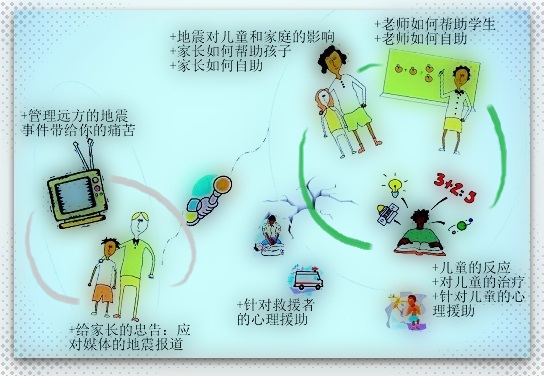 +地震对儿童和家庭的影响
+家长如何帮助孩子
+家长如何自助
+老师如何帮助学生
+老师如何自助
+管理远方的地震
事件带给你的痛苦
3+2=5
+儿童的反应
+对儿童的治疗
+针对儿童的心
理援助
+针对救援者
的心理援助
+给家长的忠告：应
对媒体的地震报道